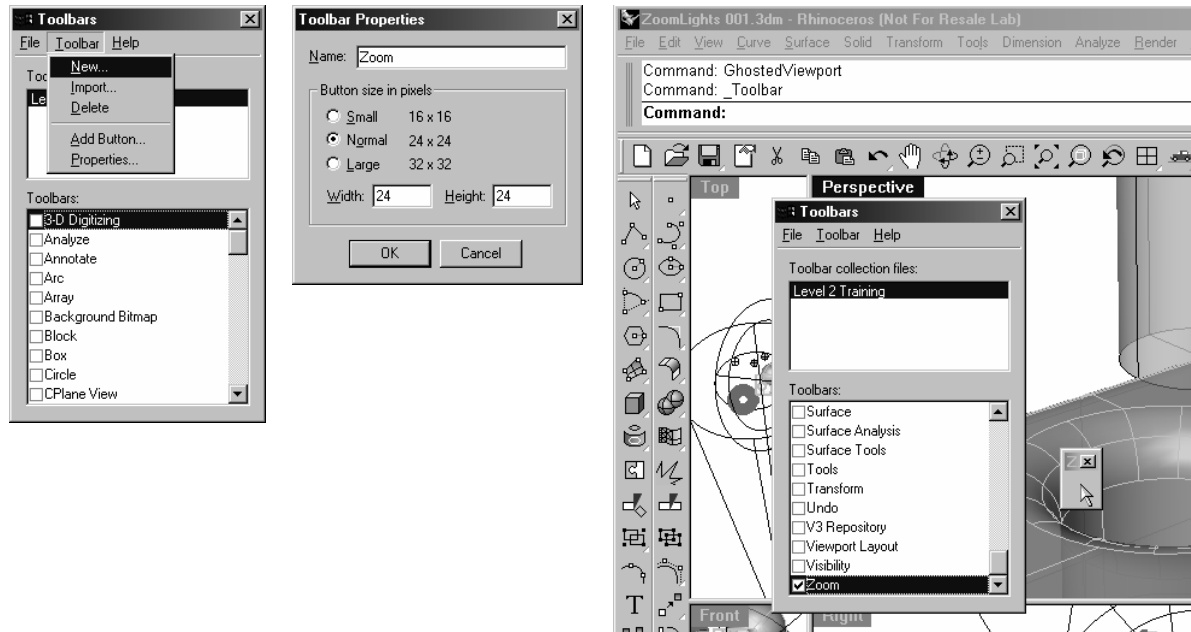 Toolbars
File Toolbar Help
New...
Import...
Delete
Add Button...
Properties...
Toolbars:
3-D Digitizing
Analyze
Annotate
Arc
Array
Background Bitmap
Block
Box
Circle
CPlane View
Toolbar Properties
Name: Zoom
Button size in pixels
Small 16 x 16
Normal 24 x 24
Large 32 x 32
Width: 24 Height: 24
OK Cancel
ZoomLights 001.3dm - Rhinoceros (Not For Resale Lab)
File Edit View Curve Surface Solid Transform Tools Dimension Analyze Render
Command: GhostedViewport
Command: _Toolbar
Command:
Top Perspective
Toolbars
File Toolbar Help
Toolbar collection files:
Level 2 Training
Toolbars:
Surface
Surface Analysis
Surface Tools
Tools
Transform
Undo
V3 Repository
Viewport Layout
Visibility
Zoom
Z
T
Front Right